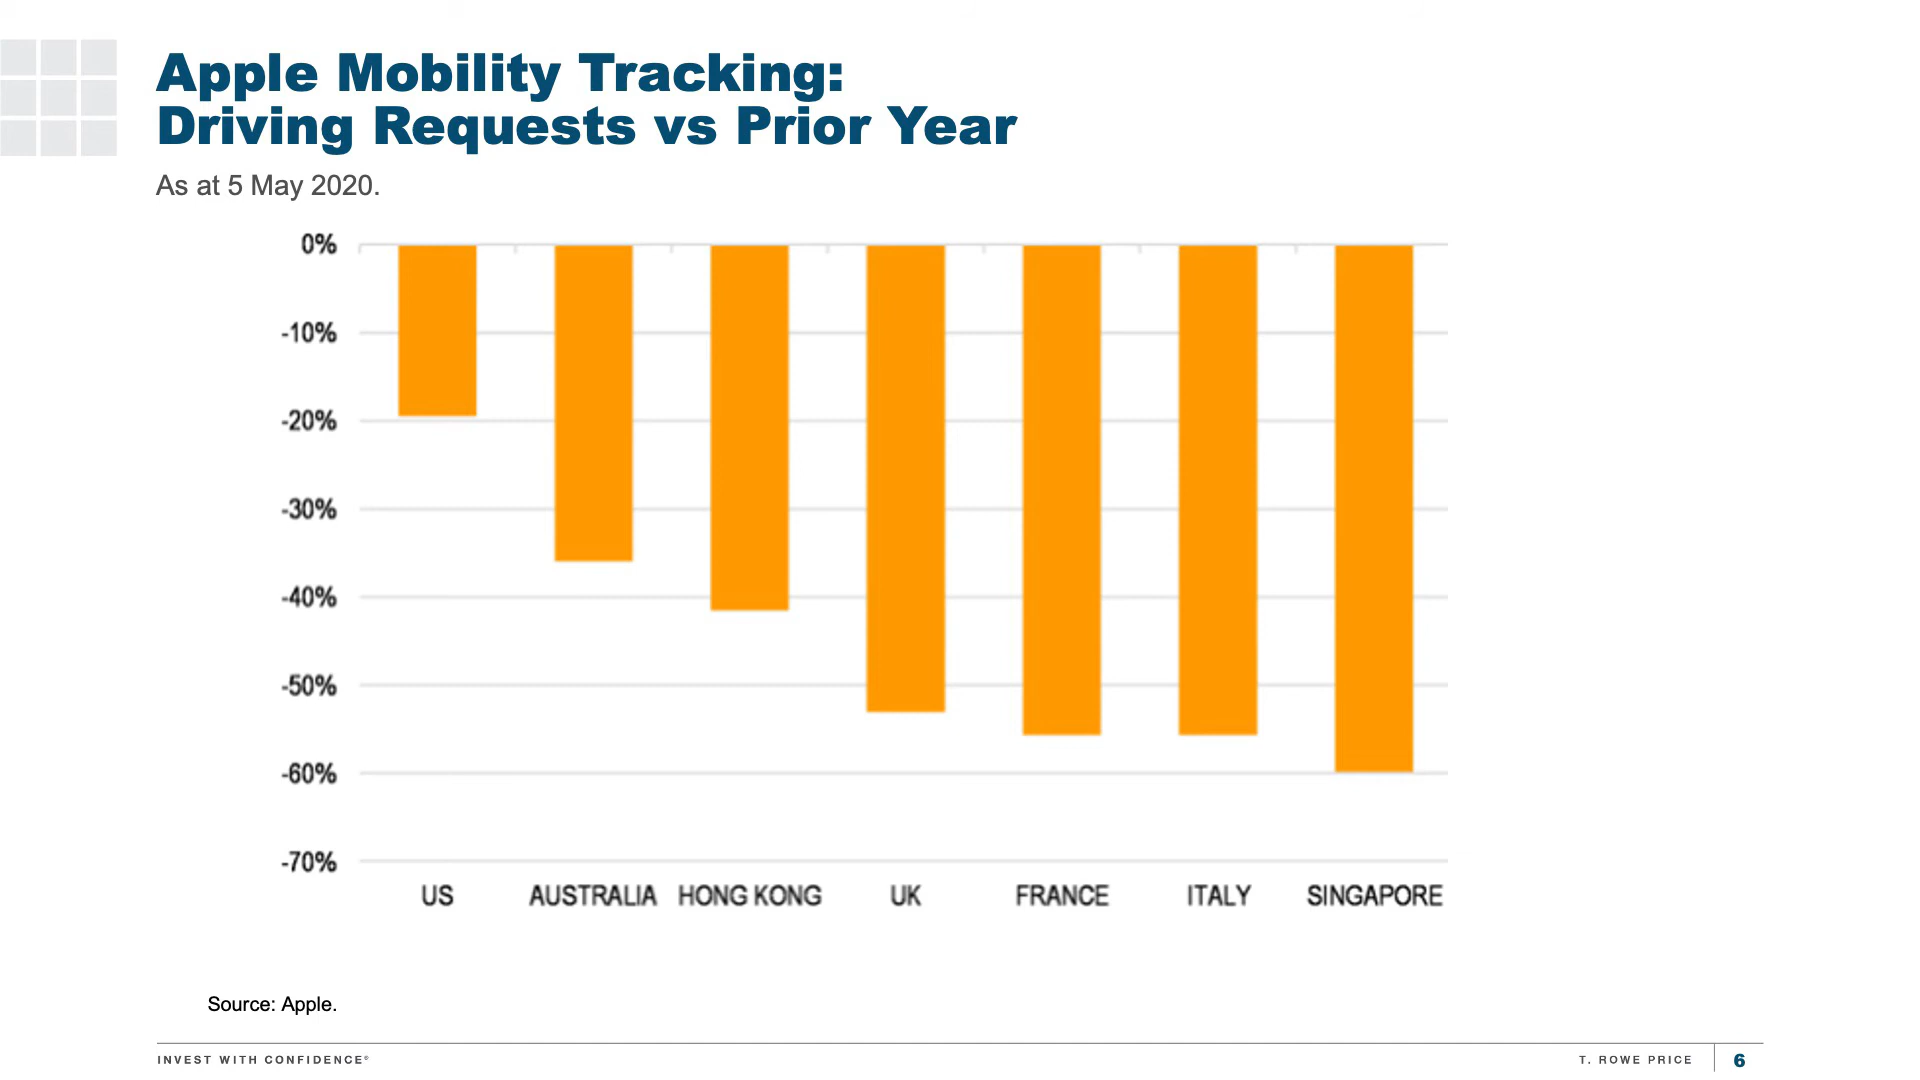 Apple Mobility Tracking:
Driving Requests vs Prior Year
As at 5 May 2020.
0%
-10%
-20%
-30%
-40%
-50%
-60%
-70%
US AUSTRALIA HONG KONG UK FRANCE ITALY SINGAPORE
Source: Apple.
INVEST WITH CONFIDENCE®
T. ROWE PRICE 6